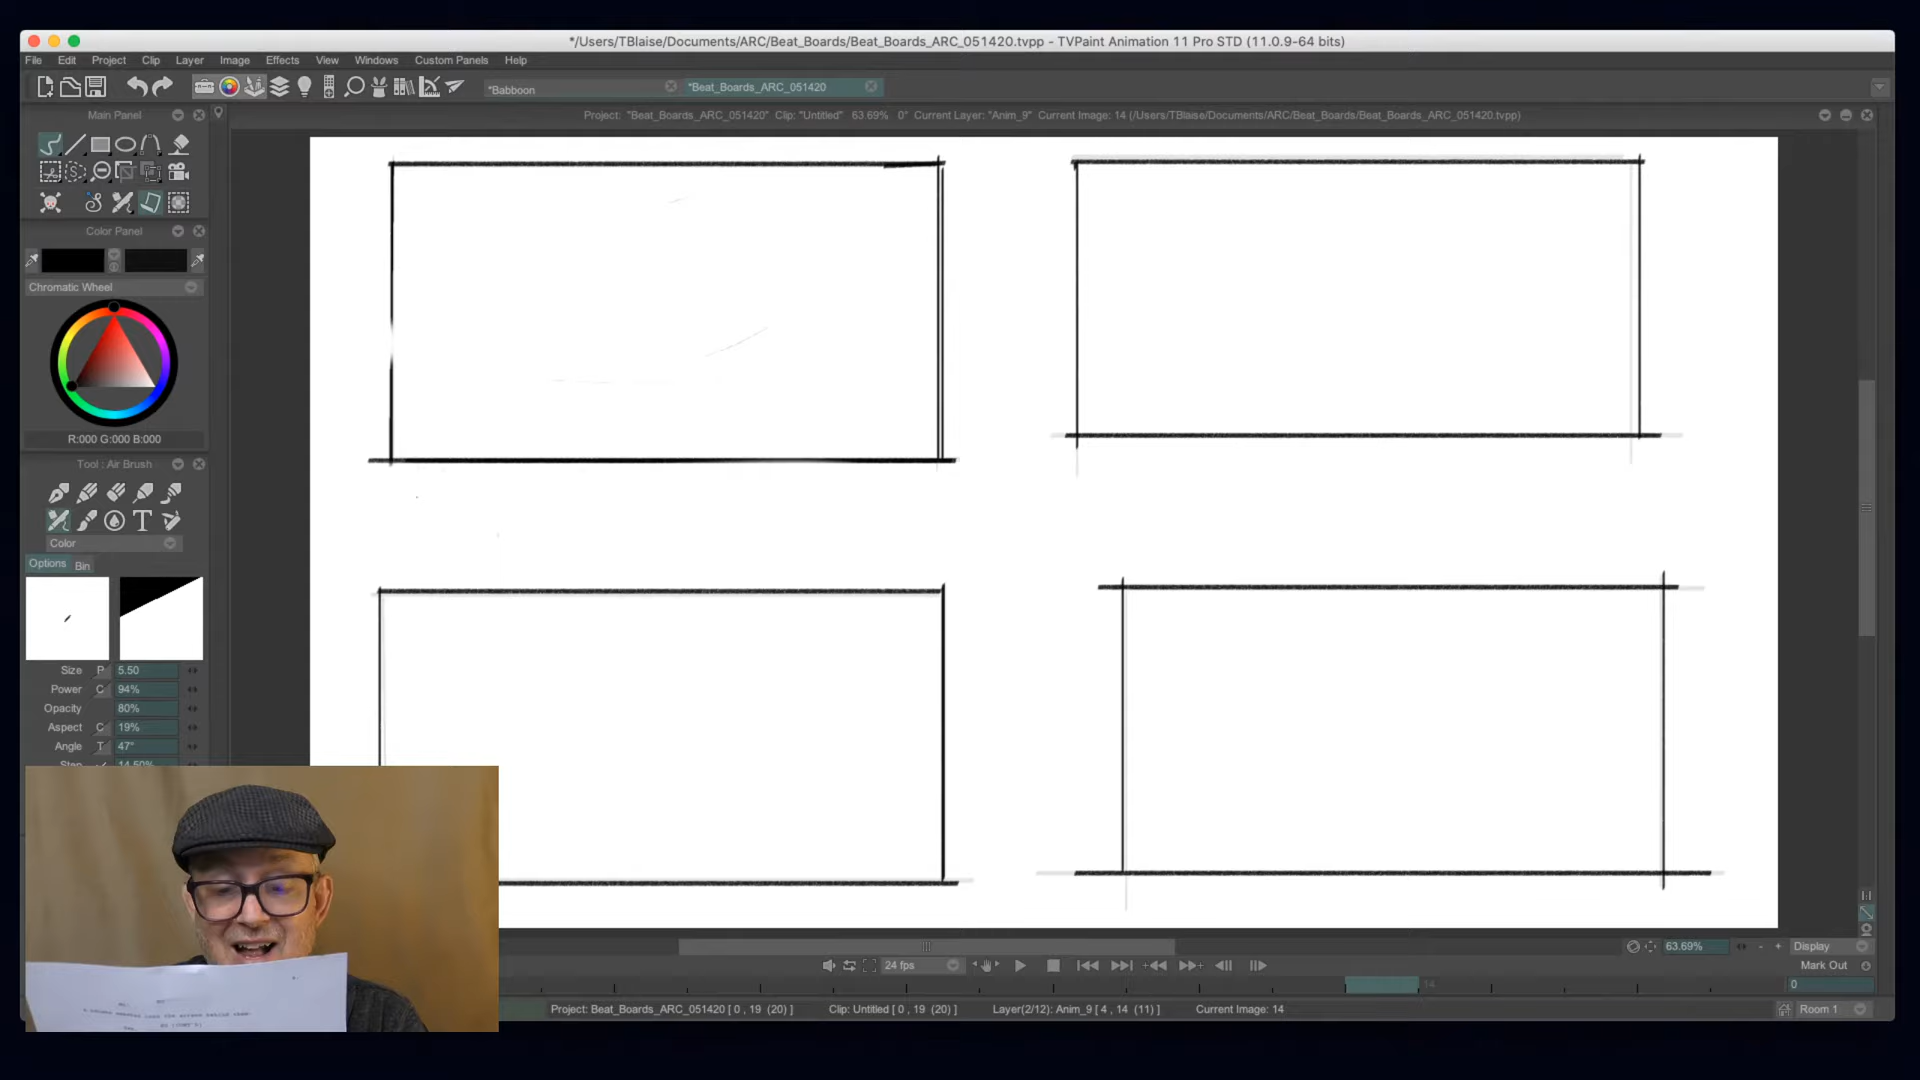 */Users/TBlaise/Documents/ARC/Beat_Boards/Beat_Boards_ARC_051420.tvpp - TVPaint Animation 11 Pro STD (11.0.9-64 bits)
File Edit Project Clip Layer Image Effects View Windows Custom Panels Help
*Babboon *Beat_Boards_ARC_051420
Main Panel
Project: "Beat_Boards_ARC_051420" Clip: "Untitled" 63.69% 0° Current Layer: "Anim_9" Current Image: 14 (/Users/TBlaise/Documents/ARC/Beat_Boards/Beat_Boards_ARC_051420.tvpp)
Color Panel
Chromatic Wheel
R:000 G:000 B:000
Tool : Air Brush
T
Color
Options Bin
Size P 5.50
Power C 94%
Opacity 80%
Aspect C 19%
Angle T 47°
Step 14.50%
63.69% - + Display
24 fps
Mark Out
14
0
Project: Beat_Boards_ARC_051420 [ 0 , 19 (20) ] Clip: Untitled [ 0 , 19 (20) ] Layer(2/12): Anim_9 [ 4 , 14 (11) ] Current Image: 14
Room 1